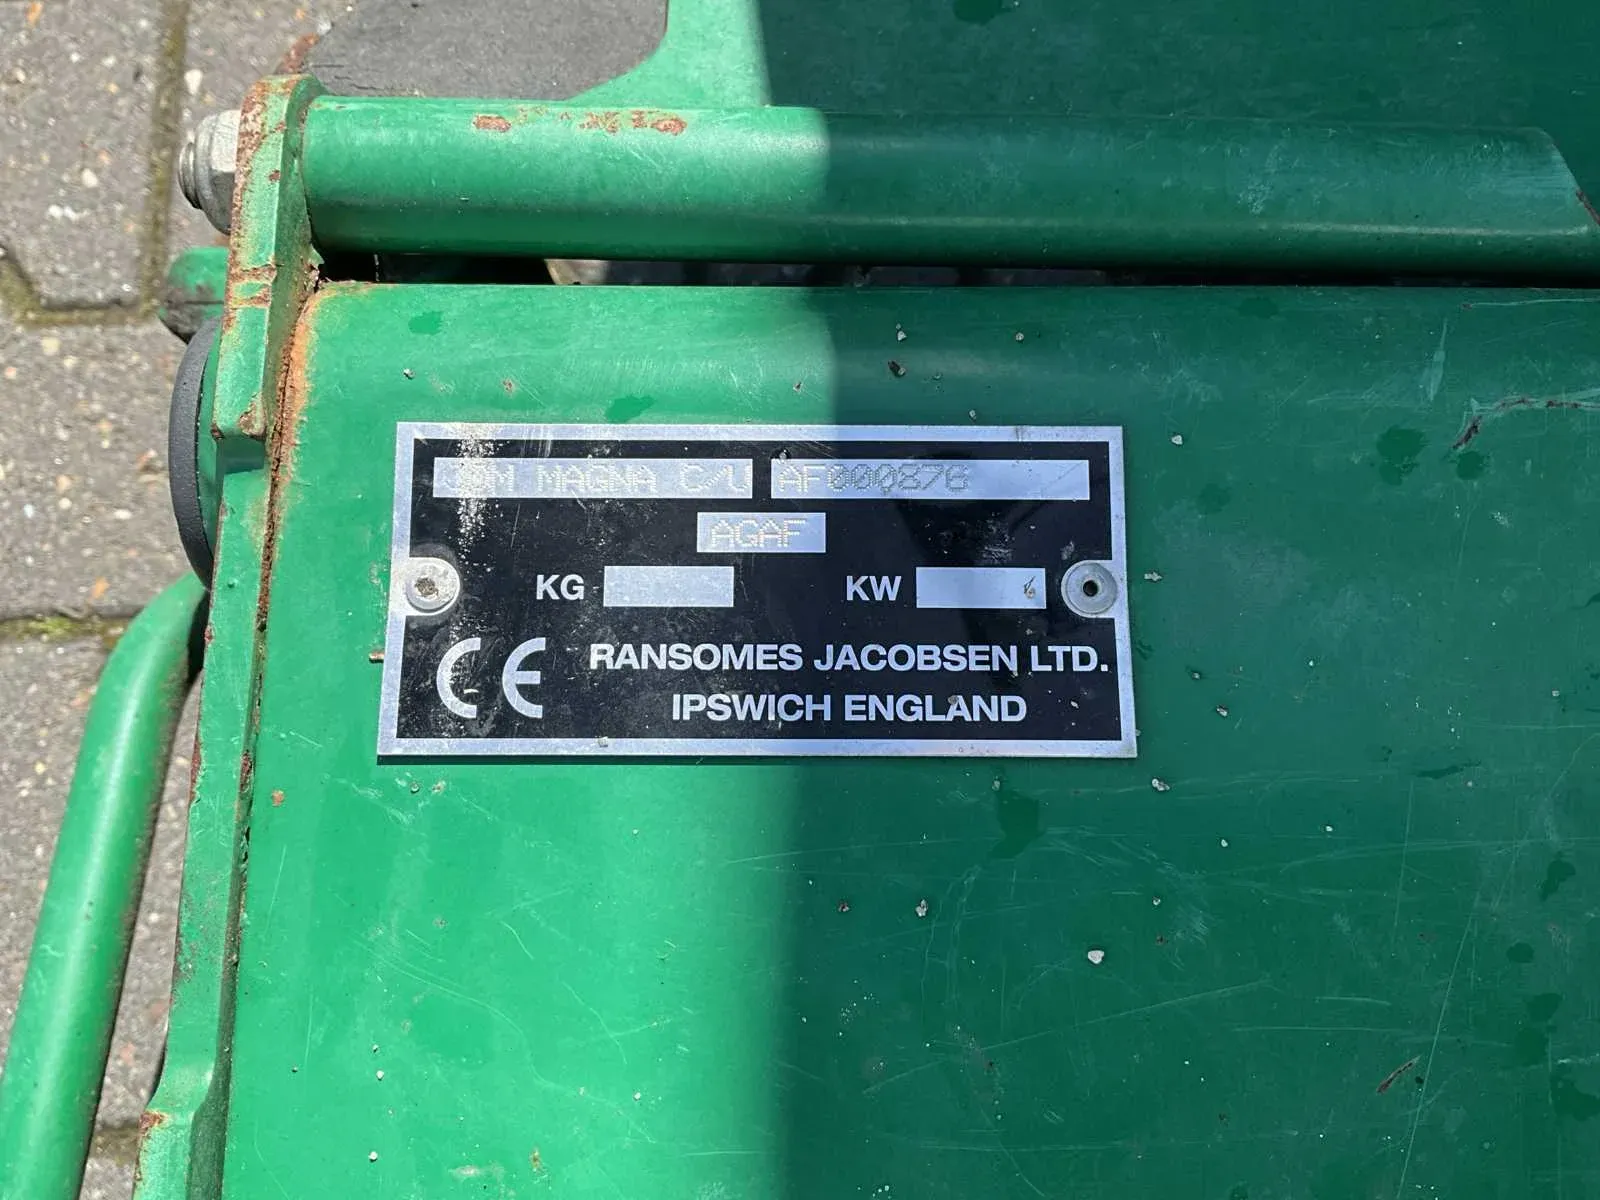 MAGNA C/U AF000876
AGAF
KG KW
CE RANSOMES JACOBSEN LTD.
IPSWICH ENGLAND